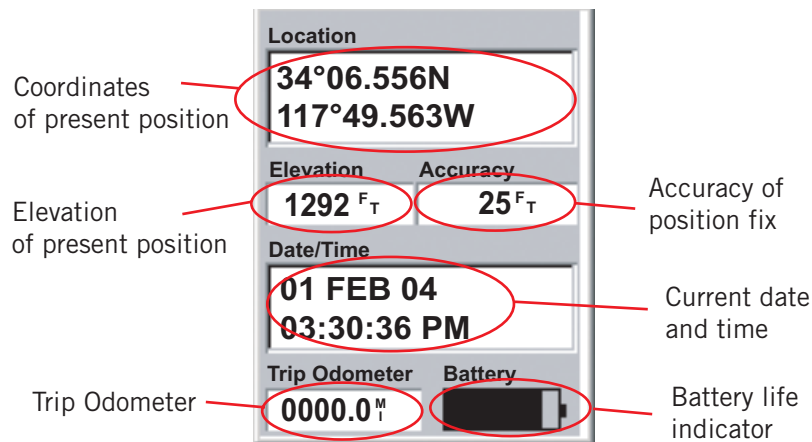 Location
34°06.556N
117°49.563W
Coordinates
of present position
Elevation Accuracy
1292 FT 25 FT
Elevation
of present position
Accuracy of
position fix
Date/Time
01 FEB 04
03:30:36 PM
Current date
and time
Trip Odometer Battery
0000.0 MI
Trip Odometer
Battery life
indicator